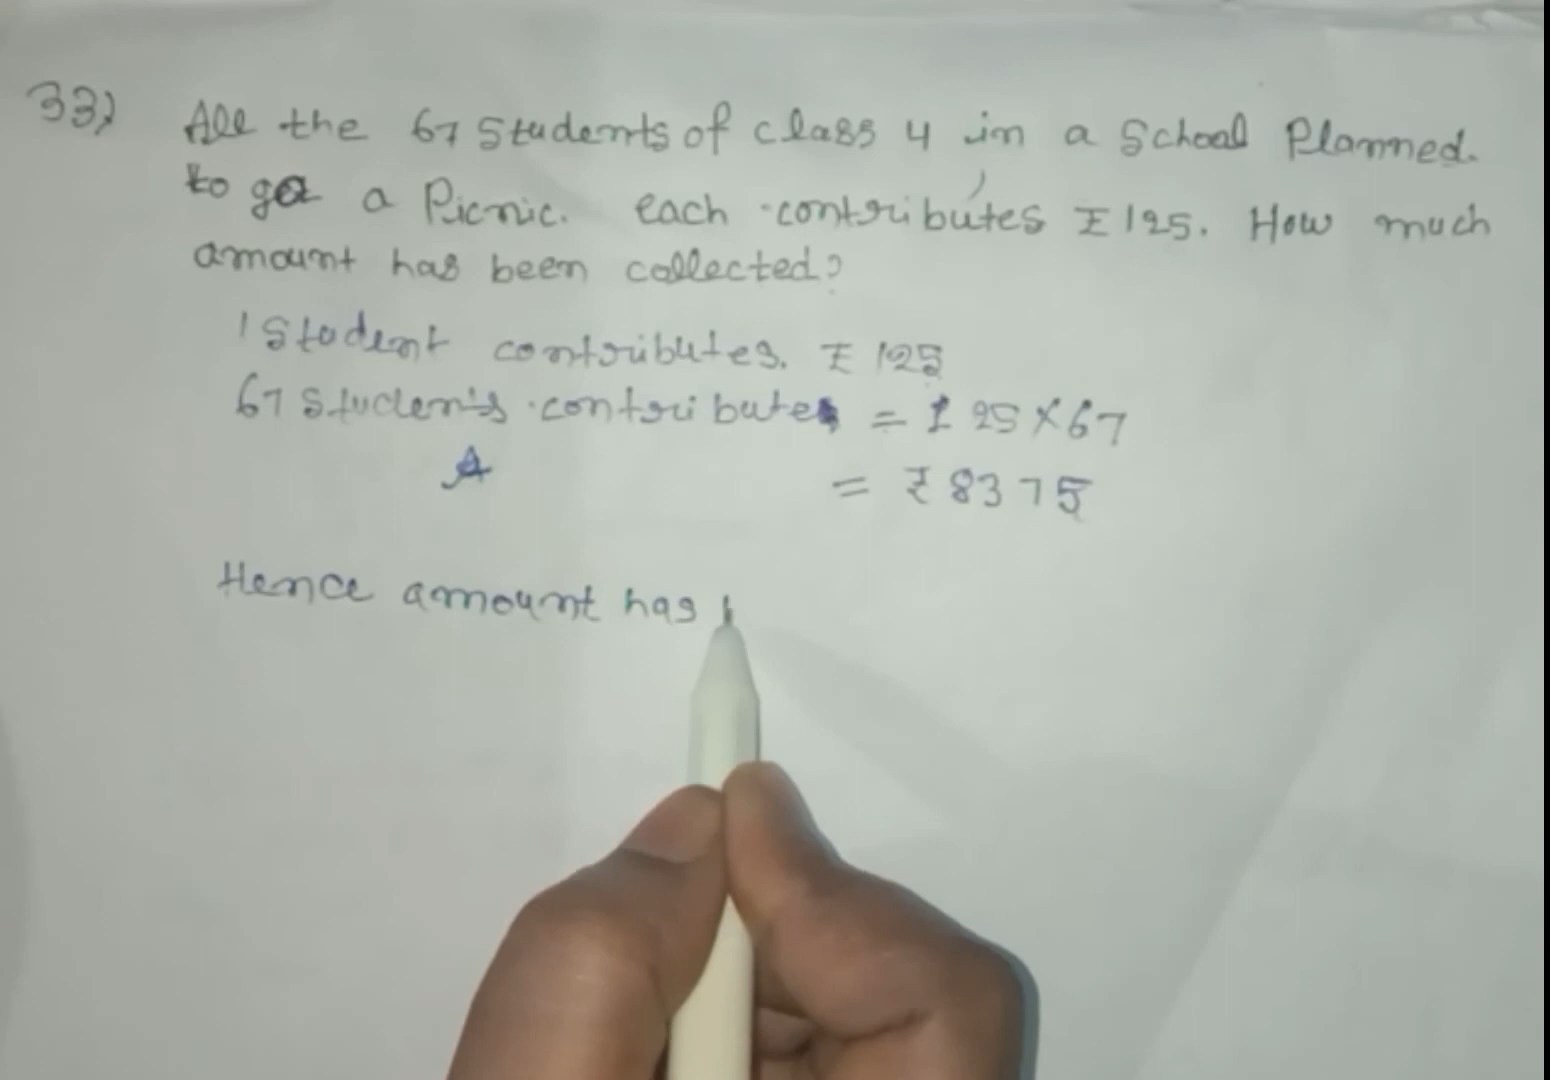 33) All the 67 students of class 4 in a School Planned.
to go a Picnic. each contributes ₹125. How much
amount has been collected?
1 Student contributes. ₹ 125
67 Students contributes = 125 × 67
= ₹ 8375
Hence amount has